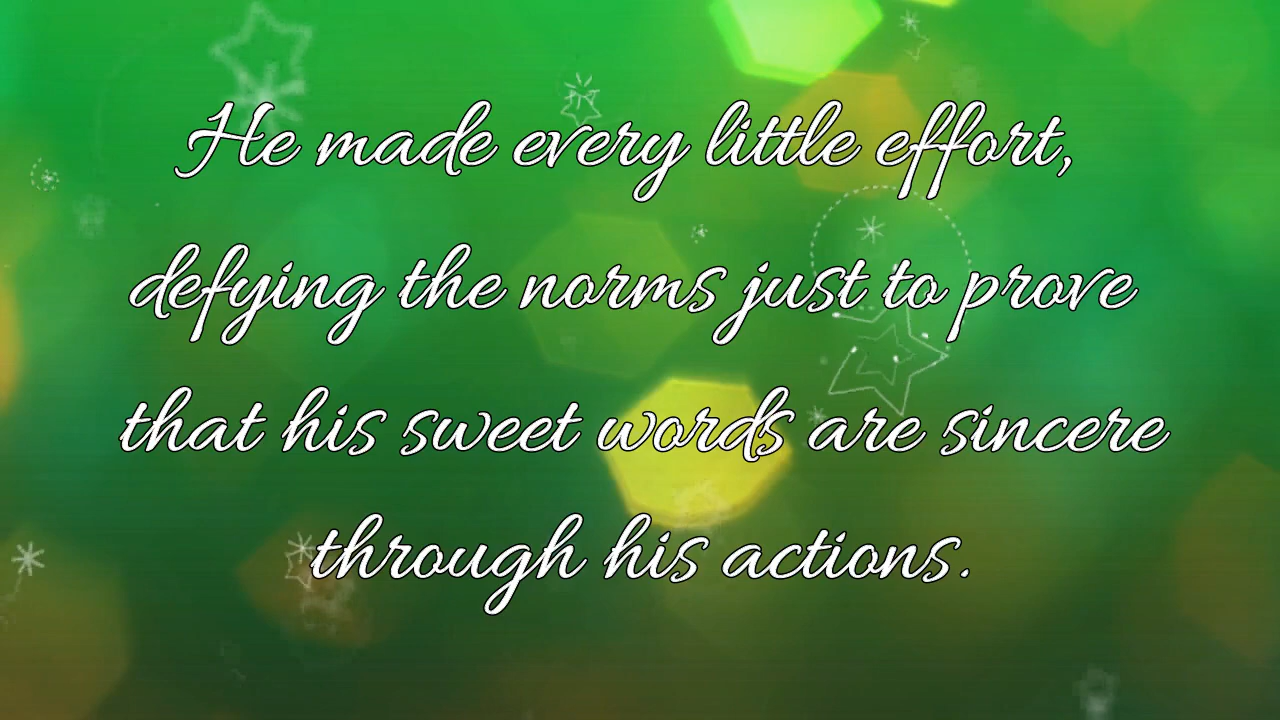 He made every little effort,
defying the norms just to prove
that his sweet words are sincere
through his actions.